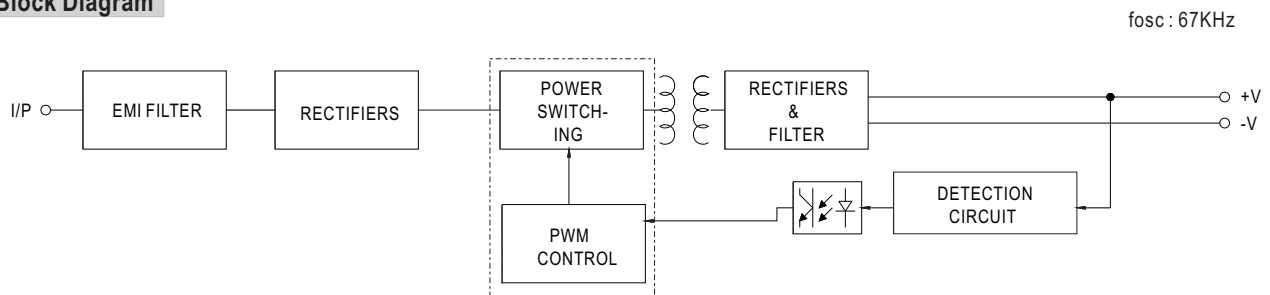 Block Diagram
fosc : 67KHz
I/P
EMI FILTER
RECTIFIERS
POWER
SWITCH-
ING
RECTIFIERS
&
FILTER
+V
-V
DETECTION
CIRCUIT
PWM
CONTROL